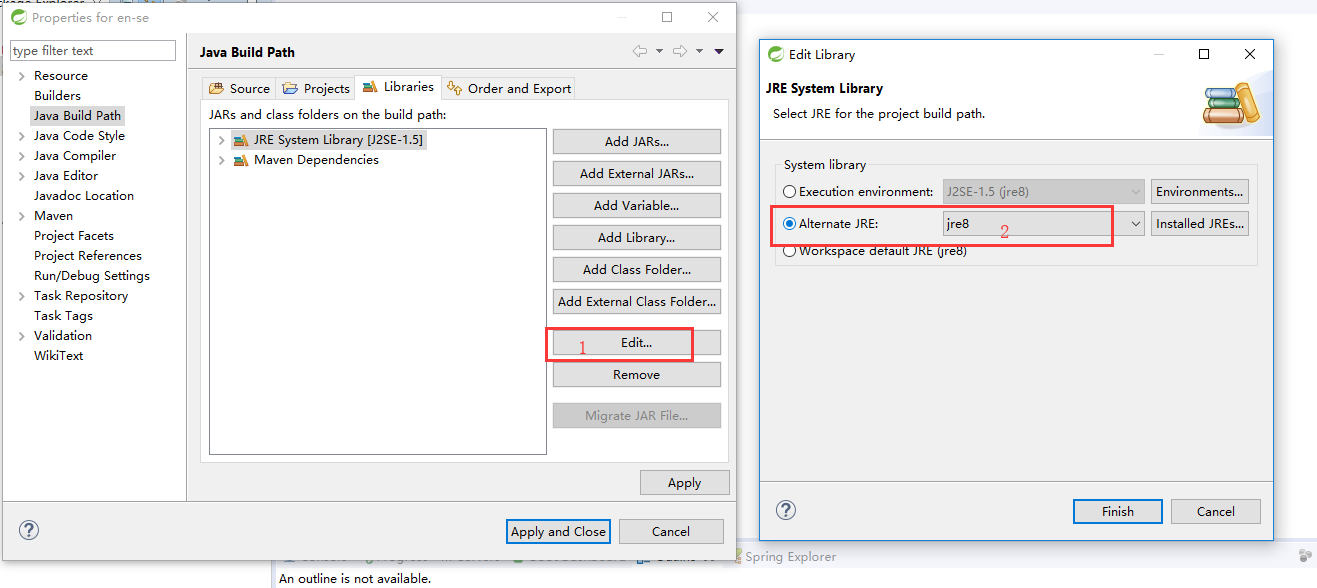 Properties for en-se
type filter text
Resource
Builders
Java Build Path
Java Code Style
Java Compiler
Java Editor
Javadoc Location
Maven
Project Facets
Project References
Run/Debug Settings
Task Repository
Task Tags
Validation
WikiText
Java Build Path
Source Projects Libraries Order and Export
JARs and class folders on the build path:
JRE System Library [J2SE-1.5]
Maven Dependencies
Add JARs...
Add External JARs...
Add Variable...
Add Library...
Add Class Folder...
Add External Class Folder...
1 Edit...
Remove
Migrate JAR File...
Apply
Apply and Close Cancel
Edit Library
JRE System Library
Select JRE for the project build path.
System library
Execution environment: J2SE-1.5 (jre8) Environments...
Alternate JRE: jre8 2 Installed JREs...
Workspace default JRE (jre8)
Finish Cancel
Spring Explorer
An outline is not available.